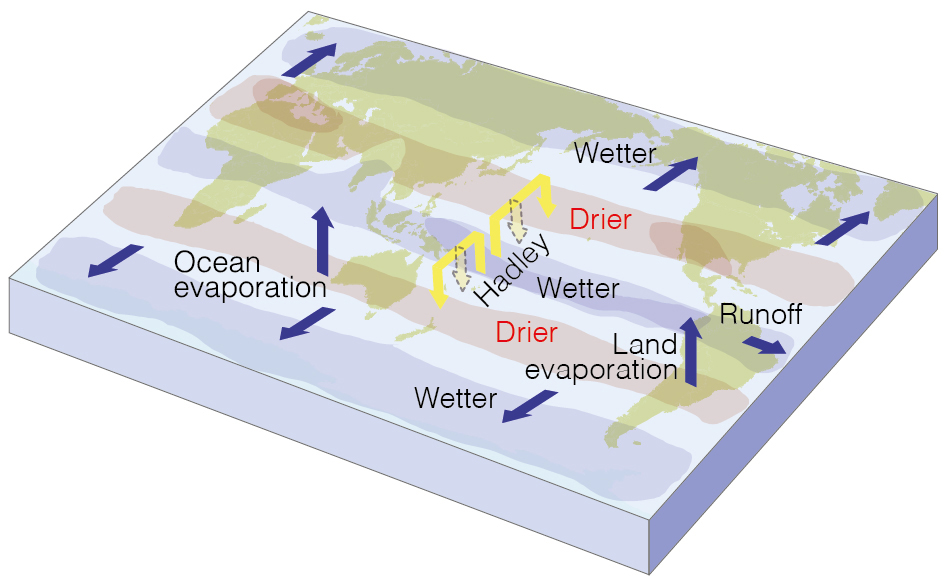 Wetter
Drier
Hadley
Ocean
evaporation
Wetter
Runoff
Drier
Land
evaporation
Wetter